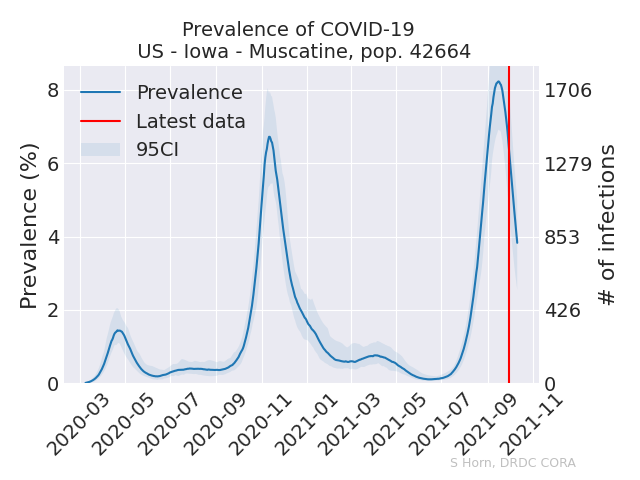 Prevalence of COVID-19
US - Iowa - Muscatine, pop. 42664
Prevalence
Latest data
95CI
Prevalence (%)
8
6
4
2
0
1706
1279
853
426
0
# of infections
2020-03
2020-05
2020-07
2020-09
2020-11
2021-01
2021-03
2021-05
2021-07
2021-09
2021-11
S Horn, DRDC CORA